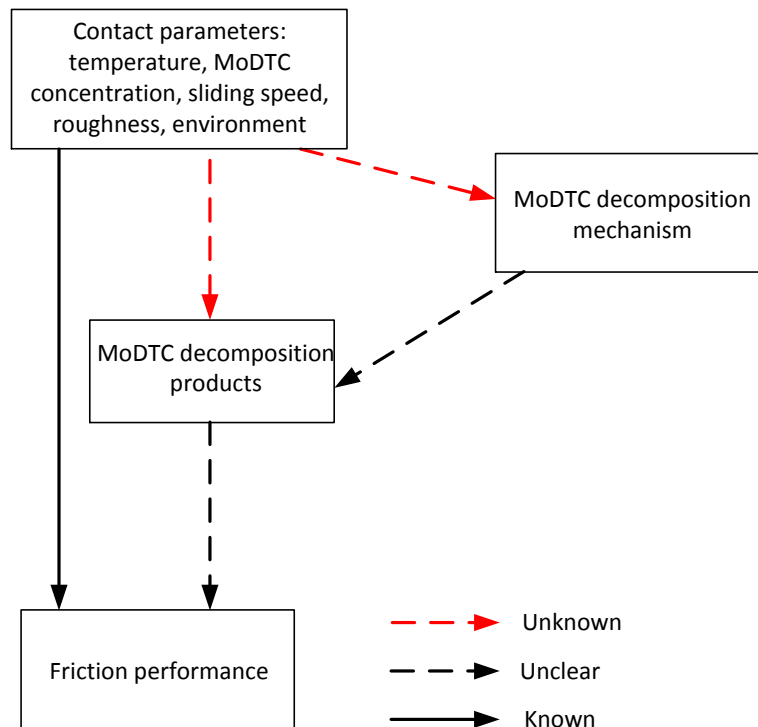 Contact parameters:
temperature, MoDTC
concentration, sliding speed,
roughness, environment
MoDTC decomposition
mechanism
MoDTC decomposition
products
Friction performance
Unknown
Unclear
Known